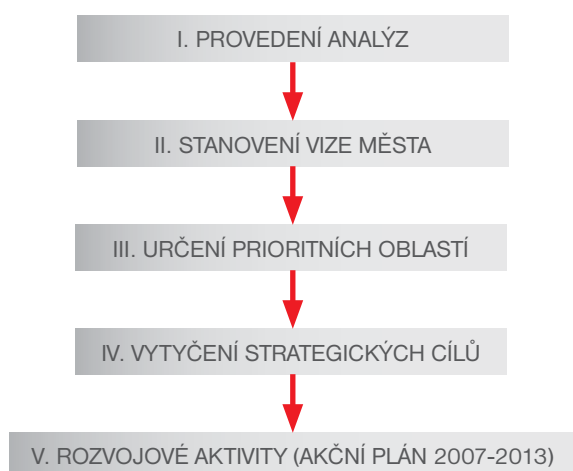 I. PROVEDENÍ ANALÝZ
II. STANOVENÍ VIZE MĚSTA
III. URČENÍ PRIORITNÍCH OBLASTÍ
IV. VYTYČENÍ STRATEGICKÝCH CÍLŮ
V. ROZVOJOVÉ AKTIVITY (AKČNÍ PLÁN 2007-2013)